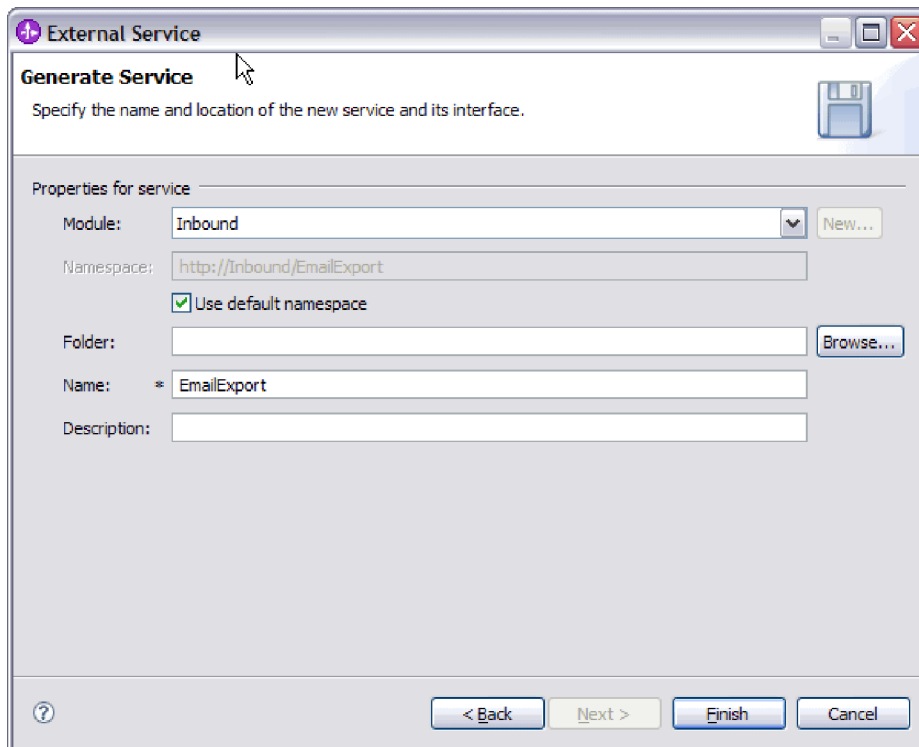 External Service
Generate Service
Specify the name and location of the new service and its interface.
Properties for service
Module: Inbound New...
Namespace: http://Inbound/EmailExport
Use default namespace
Folder: Browse...
Name: * EmailExport
Description:
? < Back Next > Finish Cancel